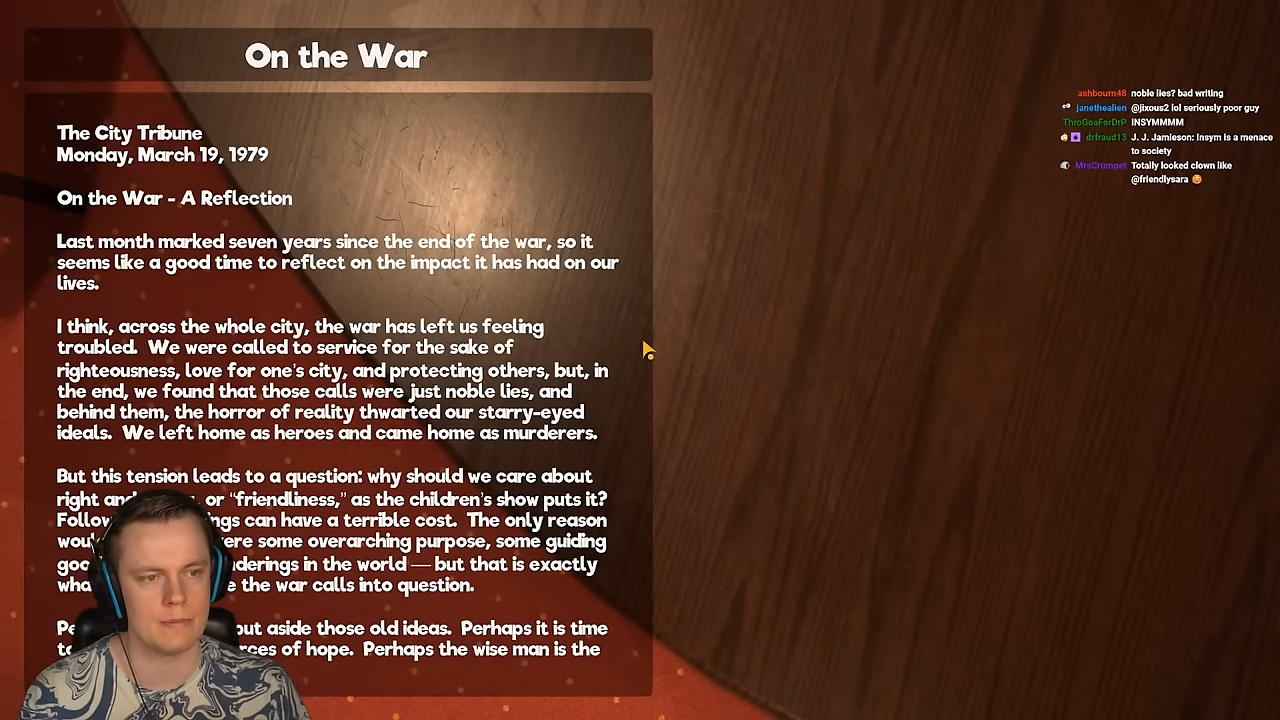 On the War
The City Tribune
Monday, March 19, 1979
On the War - A Reflection
Last month marked seven years since the end of the war, so it
seems like a good time to reflect on the impact it has had on our
lives.
I think, across the whole city, the war has left us feeling
troubled.  We were called to service for the sake of
righteousness, love for one's city, and protecting others, but, in
the end, we found that those calls were just noble lies, and
behind them, the horror of reality thwarted our starry-eyed
ideals.  We left home as heroes and came home as murderers.
But this tension leads to a question: why should we care about
right and or “friendliness,” as the children's show puts it?
can have a terrible cost.  The only reason
were some overarching purpose, some guiding
in the world — but that is exactly
the war calls into question.
put aside those old ideas.  Perhaps it is time
of hope.  Perhaps the wise man is the
ashbourn48 noble lies? bad writing
janethealien @jixous2 lol seriously poor guy
ThroGoaForDrP INSYMMMM
drfraud13 J. J. Jamieson: Insym is a menace
to society
MrsCrumpet Totally looked clown like
@friendlysara